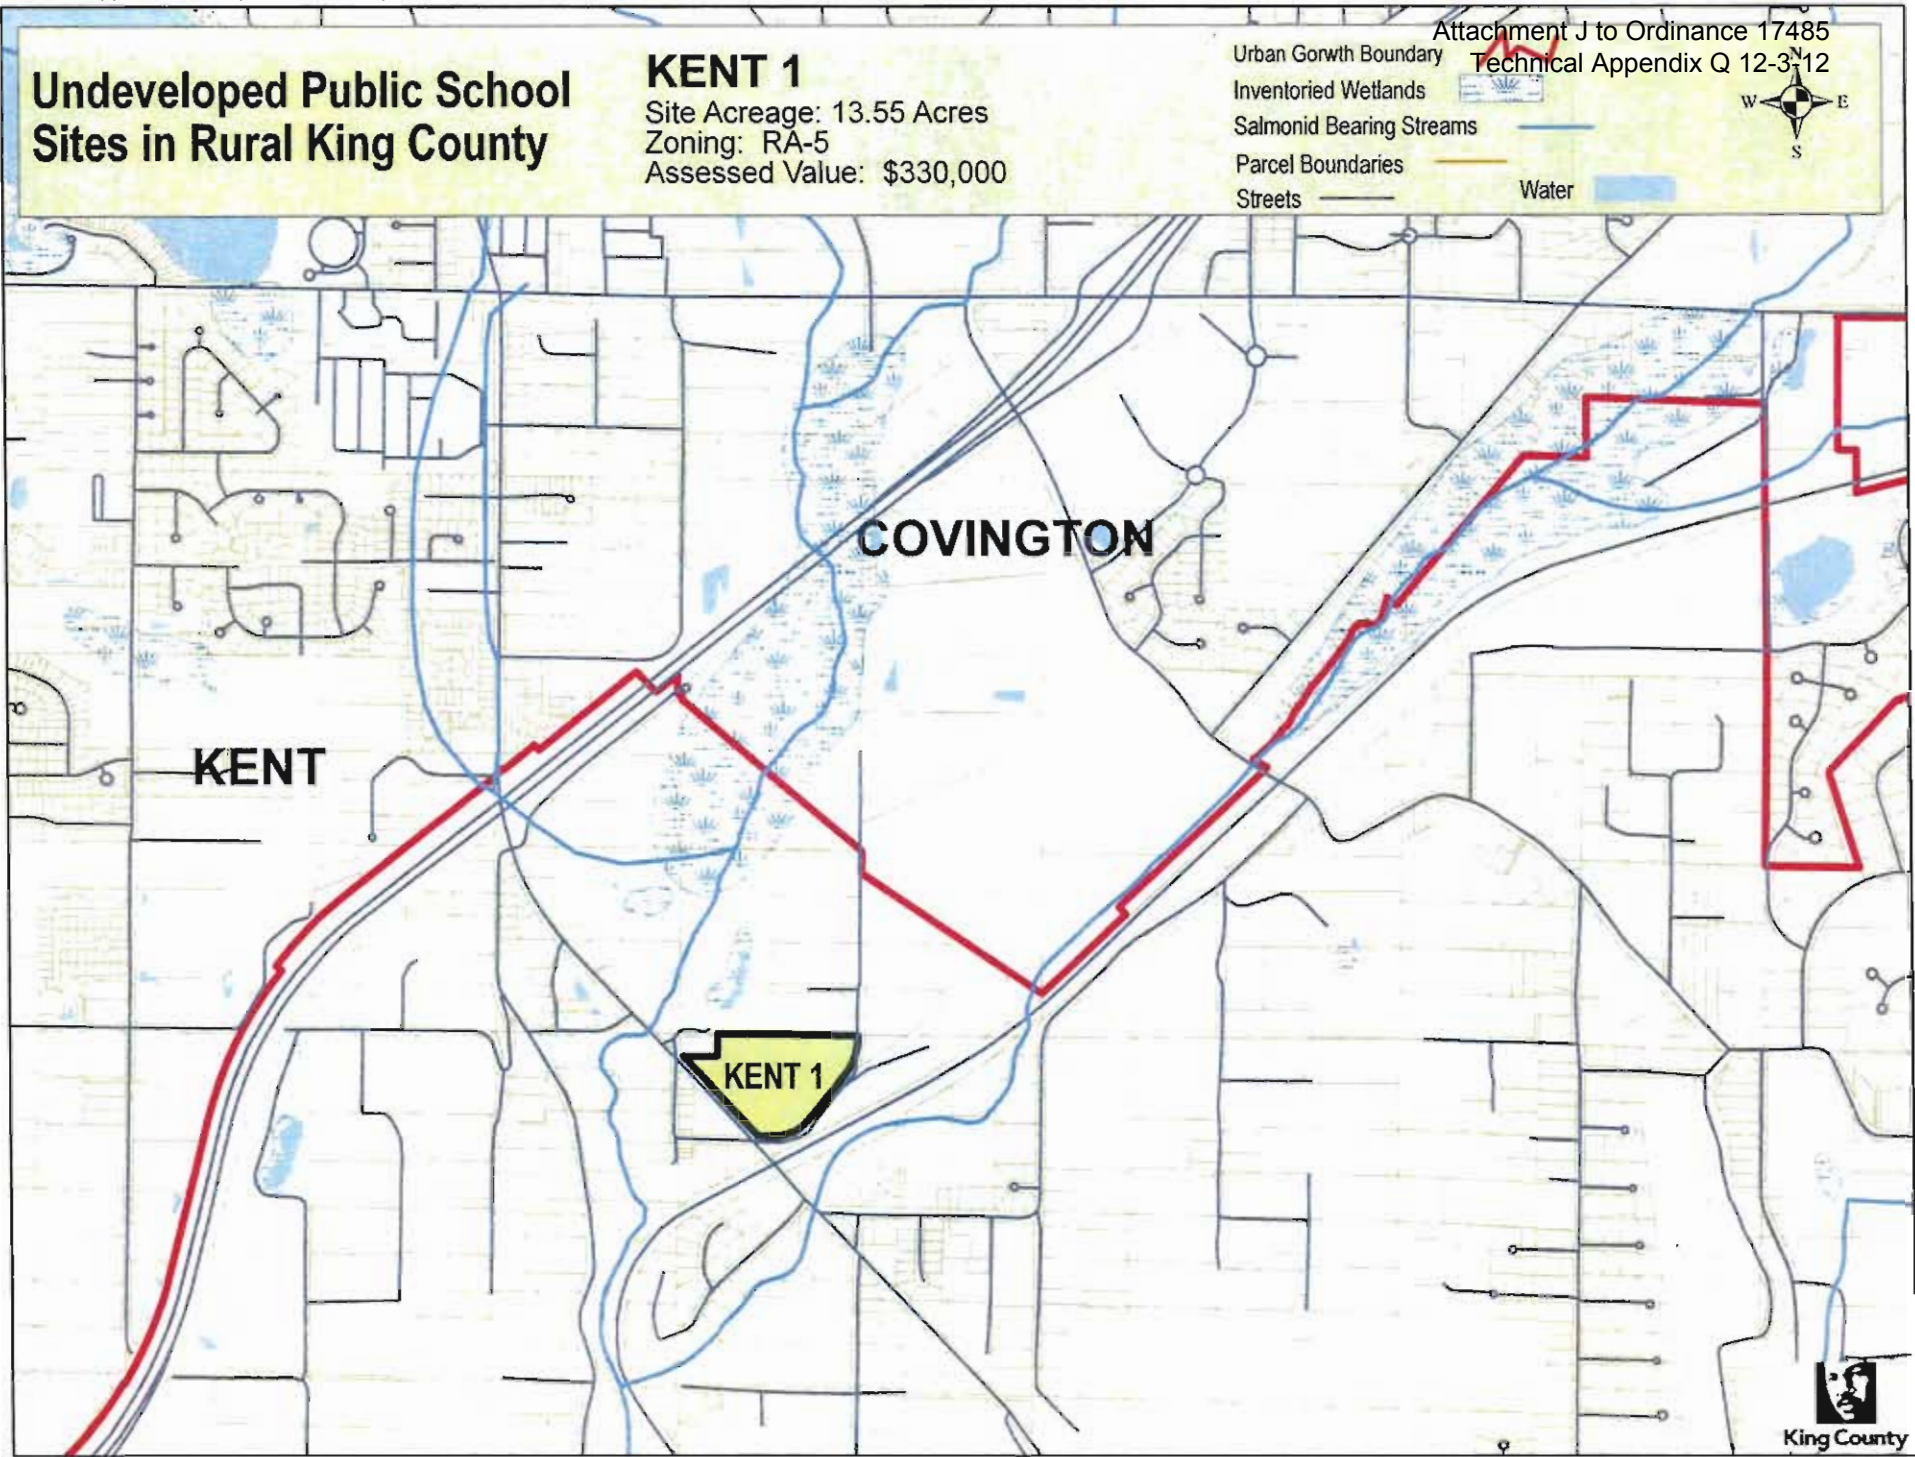 Attachment J to Ordinance 17485
Technical Appendix Q 12-3-12
Undeveloped Public School
Sites in Rural King County
KENT 1
Site Acreage: 13.55 Acres
Zoning: RA-5
Assessed Value: $330,000
Urban Gorwth Boundary
Inventoried Wetlands
Salmonid Bearing Streams
Parcel Boundaries
Streets
Water
N
W
E
S
COVINGTON
KENT
KENT 1
King County